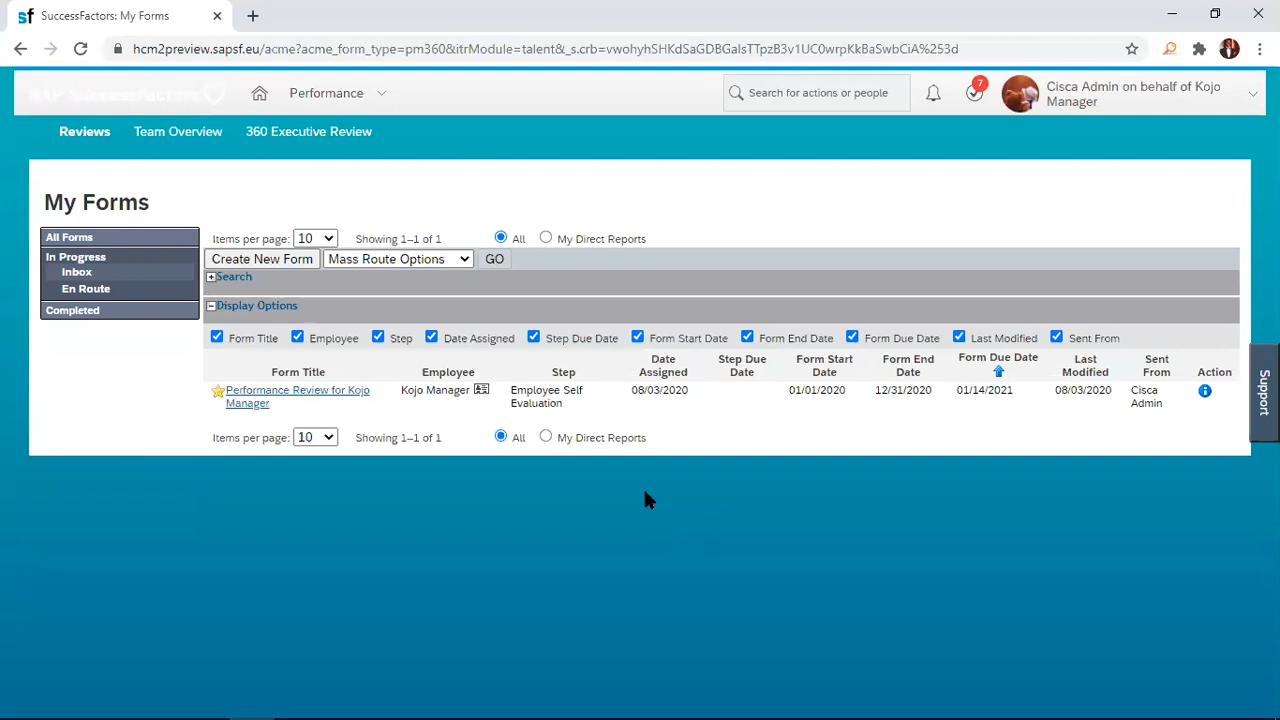 sf SuccessFactors: My Forms
hcm2preview.sapsf.eu/acme?acme_form_type=pm360&itrModule=talent&_s.crb=vwohyhSHKdSaGDBGalsTTpzB3v1UC0wrpKkBaSwbCiA%253d
SAP SuccessFactors
Performance
Search for actions or people
7
Cisca Admin on behalf of Kojo
Manager
Reviews Team Overview 360 Executive Review
My Forms
All Forms
In Progress
Inbox
En Route
Completed
Items per page: 10 Showing 1–1 of 1 All My Direct Reports
Create New Form Mass Route Options GO
Search
Display Options
Form Title Employee Step Date Assigned Step Due Date Form Start Date Form End Date Form Due Date Last Modified Sent From
Form Title Employee Step Date Assigned Step Due Date Form Start Date Form End Date Form Due Date Last Modified Sent From Action
Performance Review for Kojo Manager Kojo Manager Employee Self Evaluation 08/03/2020 01/01/2020 12/31/2020 01/14/2021 08/03/2020 Cisca Admin
Items per page: 10 Showing 1–1 of 1 All My Direct Reports
Support